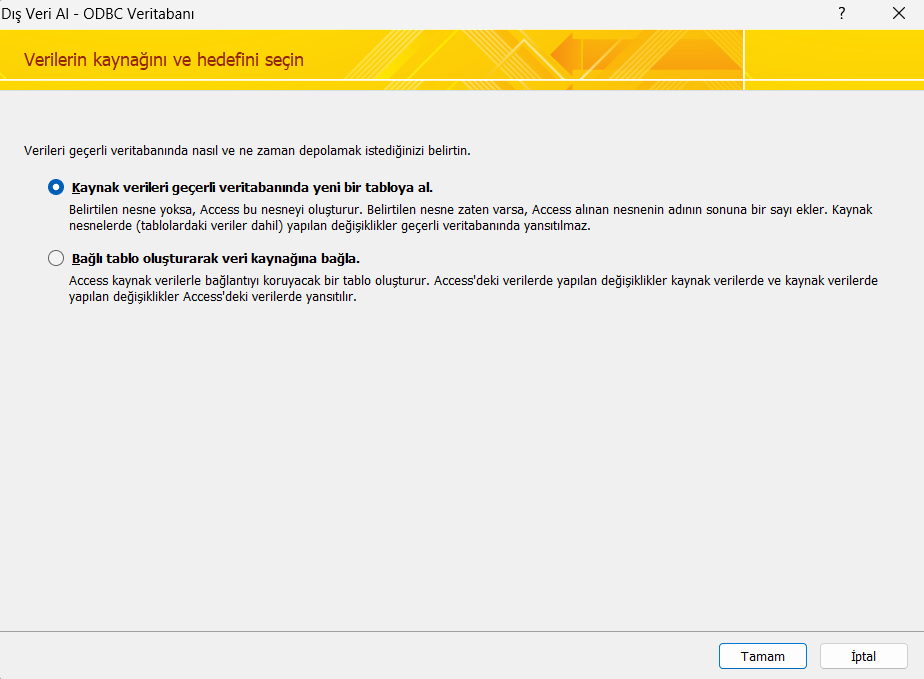 Dış Veri Al - ODBC Veritabanı
?
Verilerin kaynağını ve hedefini seçin
Verileri geçerli veritabanında nasıl ve ne zaman depolamak istediğinizi belirtin.
Kaynak verileri geçerli veritabanında yeni bir tabloya al.
Belirtilen nesne yoksa, Access bu nesneyi oluşturur. Belirtilen nesne zaten varsa, Access alınan nesnenin adının sonuna bir sayı ekler. Kaynak
nesnelerde (tablolardaki veriler dahil) yapılan değişiklikler geçerli veritabanında yansıtılmaz.
Bağlı tablo oluşturarak veri kaynağına bağla.
Access kaynak verilerle bağlantıyı koruyacak bir tablo oluşturur. Access'deki verilerde yapılan değişiklikler kaynak verilerde ve kaynak verilerde
yapılan değişiklikler Access'deki verilerde yansıtılır.
Tamam
İptal